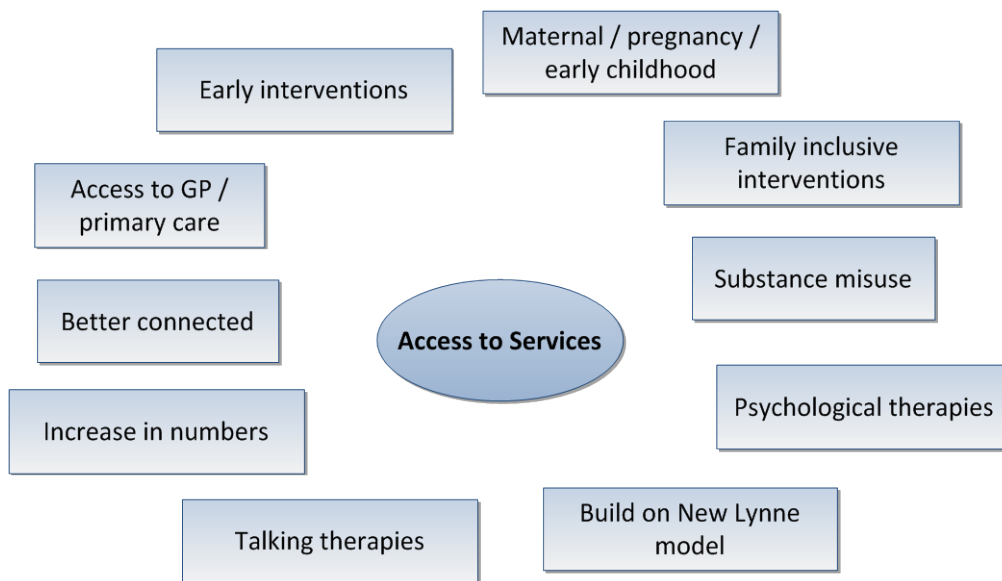 Maternal / pregnancy /
early childhood
Early interventions
Family inclusive
interventions
Access to GP /
primary care
Substance misuse
Better connected
Access to Services
Psychological therapies
Increase in numbers
Build on New Lynne
model
Talking therapies